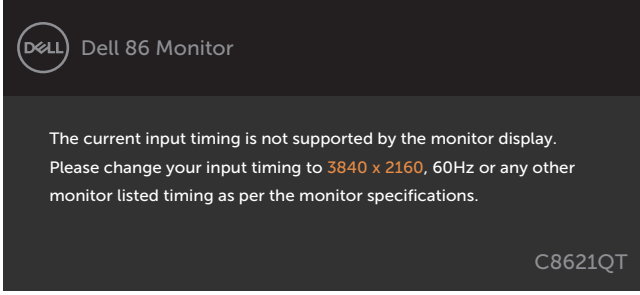 DELL Dell 86 Monitor
The current input timing is not supported by the monitor display.
Please change your input timing to 3840 x 2160, 60Hz or any other
monitor listed timing as per the monitor specifications.
C8621QT